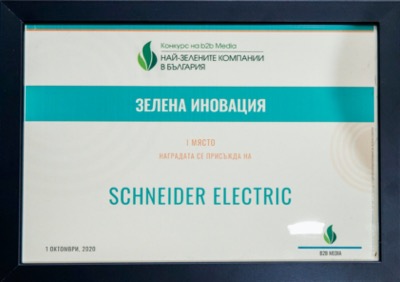 Конкурс на b2b Media
НАЙ-ЗЕЛЕНИТЕ КОМПАНИИ
В БЪЛГАРИЯ
ЗЕЛЕНА ИНОВАЦИЯ
I МЯСТО
НАГРАДАТА СЕ ПРИСЪЖДА НА
SCHNEIDER ELECTRIC
1 ОКТОМВРИ, 2020
B2B MEDIA